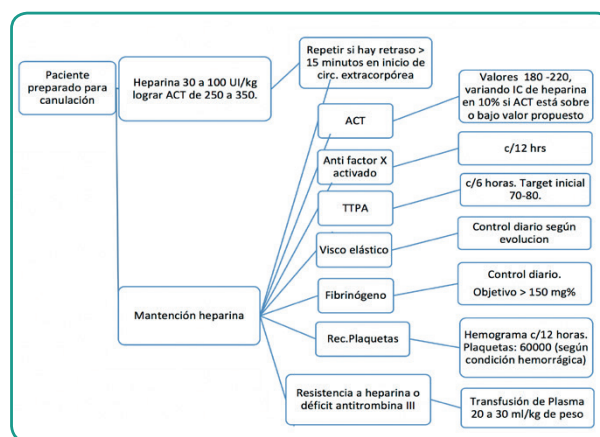 Paciente
preparado para
canulación
Heparina 30 a 100 UI/kg
lograr ACT de 250 a 350.
Repetir si hay retraso >
15 minutos en inicio de
circ. extracorpórea
ACT
Valores 180 -220,
variando IC de heparina
en 10% si ACT está sobre
o bajo valor propuesto
Anti factor X
activado
c/12 hrs
TTPA
c/6 horas. Target inicial
70-80.
Visco elástico
Control diario según
evolucion
Mantención heparina
Fibrinógeno
Control diario.
Objetivo > 150 mg%
Rec.Plaquetas
Hemograma c/12 horas.
Plaquetas: 60000 (según
condición hemorrágica)
Resistencia a heparina o
déficit antitrombina III
Transfusión de Plasma
20 a 30 ml/kg de peso